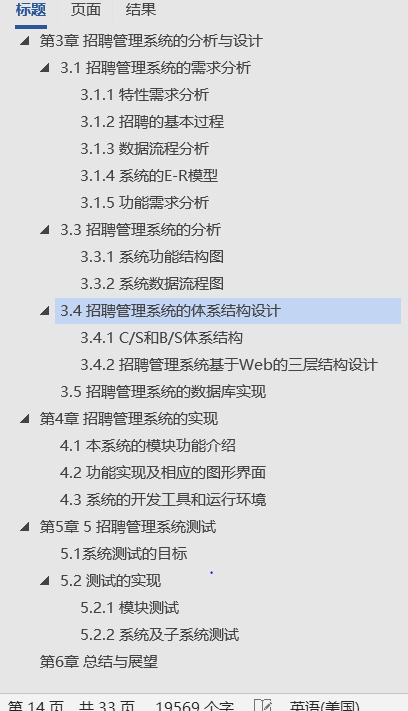 标题 页面 结果
第3章 招聘管理系统的分析与设计
3.1 招聘管理系统的需求分析
3.1.1 特性需求分析
3.1.2 招聘的基本过程
3.1.3 数据流程分析
3.1.4 系统的E-R模型
3.1.5 功能需求分析
3.3 招聘管理系统的分析
3.3.1 系统功能结构图
3.3.2 系统数据流程图
3.4 招聘管理系统的体系结构设计
3.4.1 C/S和B/S体系结构
3.4.2 招聘管理系统基于Web的三层结构设计
3.5 招聘管理系统的数据库实现
第4章 招聘管理系统的实现
4.1 本系统的模块功能介绍
4.2 功能实现及相应的图形界面
4.3 系统的开发工具和运行环境
第5章 5 招聘管理系统测试
5.1系统测试的目标
5.2 测试的实现
5.2.1 模块测试
5.2.2 系统及子系统测试
第6章 总结与展望
第 14 页，共 33 页 19569 个字 英语(美国)